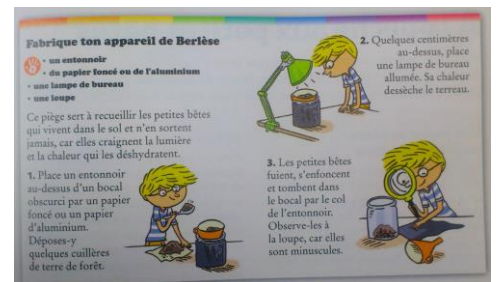 Fabrique ton appareil de Berlèse
• un entonnoir
• du papier foncé ou de l'aluminium
• une lampe de bureau
• une loupe
Ce piège sert à recueillir les petites bêtes
qui vivent dans le sol et n'en sortent
jamais, car elles craignent la lumière
et la chaleur qui les déshydratent.
1. Place un entonnoir
au-dessus d'un bocal
obscurci par un papier
foncé ou un papier
d'aluminium.
Déposes-y
quelques cuillères
de terre de forêt.
2. Quelques centimètres
au-dessus, place
une lampe de bureau
allumée. Sa chaleur
dessèche le terreau.
3. Les petites bêtes
fuient, s'enfoncent
et tombent dans
le bocal par le col
de l'entonnoir.
Observe-les à
la loupe, car elles
sont minuscules.